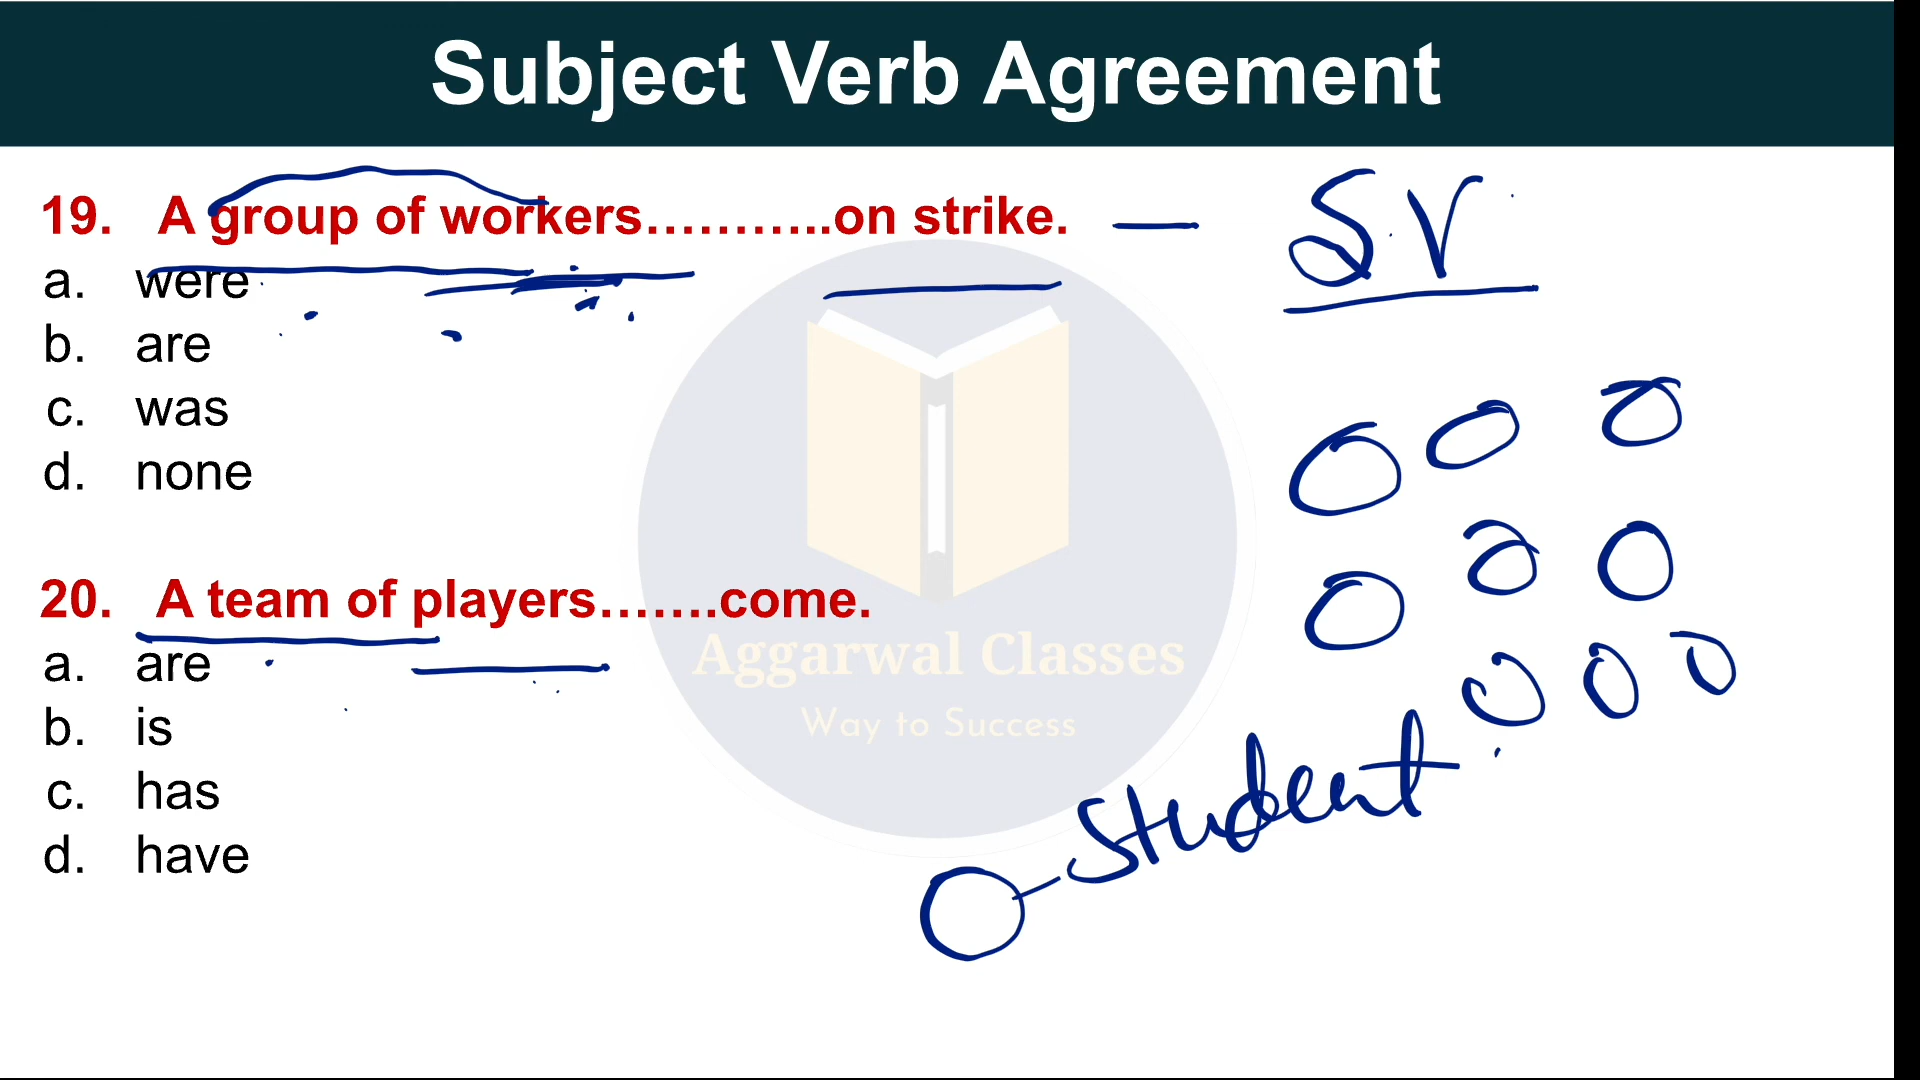 Subject Verb Agreement
19. A group of workers………..on strike.
a. were
b. are
c. was
d. none
20. A team of players…….come.
a. are
b. is
c. has
d. have
S.V
Student
Aggarwal Classes
Way to Success